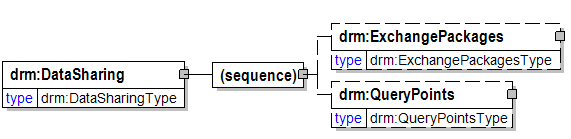 drm:DataSharing
type drm:DataSharingType
(sequence)
drm:ExchangePackages
type drm:ExchangePackagesType
drm:QueryPoints
type drm:QueryPointsType